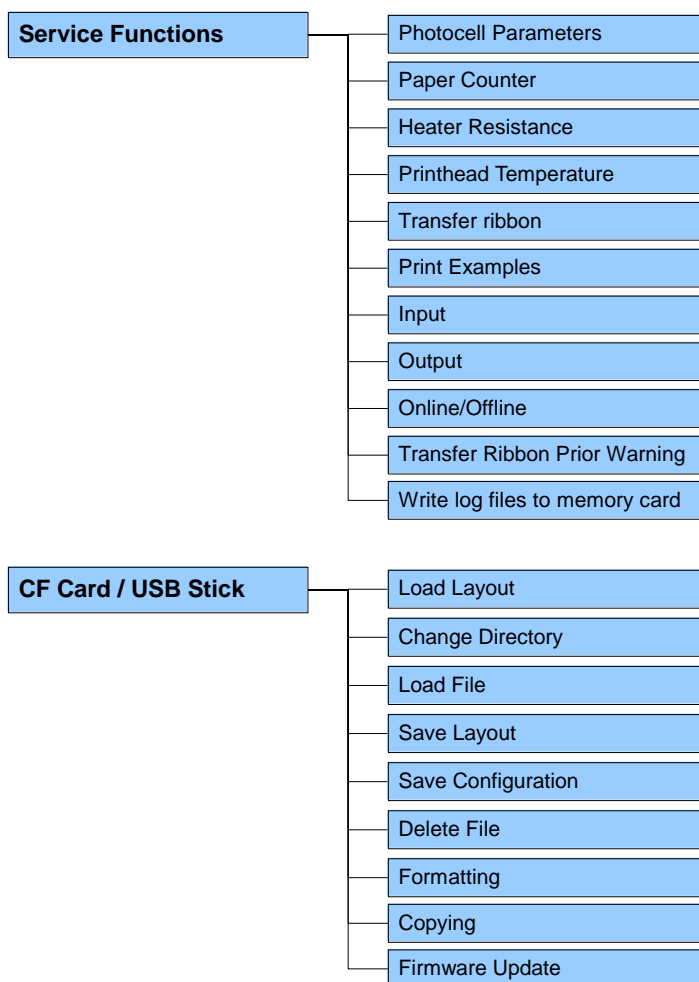 Service Functions
Photocell Parameters
Paper Counter
Heater Resistance
Printhead Temperature
Transfer ribbon
Print Examples
Input
Output
Online/Offline
Transfer Ribbon Prior Warning
Write log files to memory card
CF Card / USB Stick
Load Layout
Change Directory
Load File
Save Layout
Save Configuration
Delete File
Formatting
Copying
Firmware Update